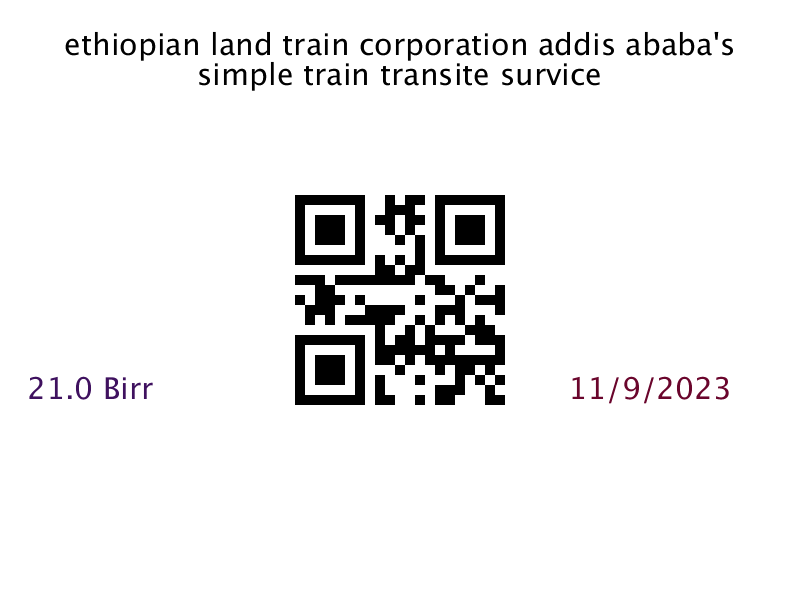 ethiopian land train corporation addis ababa's
simple train transite survice
21.0 Birr
11/9/2023